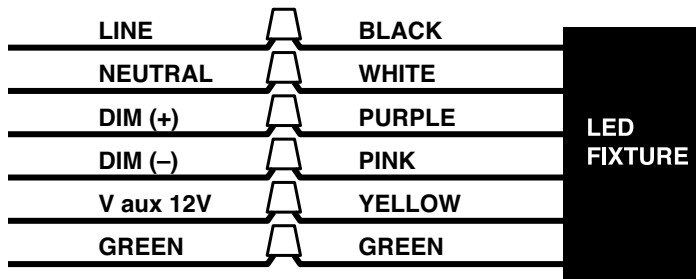 LINE BLACK
NEUTRAL WHITE
DIM (+) PURPLE
DIM (–) PINK
V aux 12V YELLOW
GREEN GREEN
LED
FIXTURE